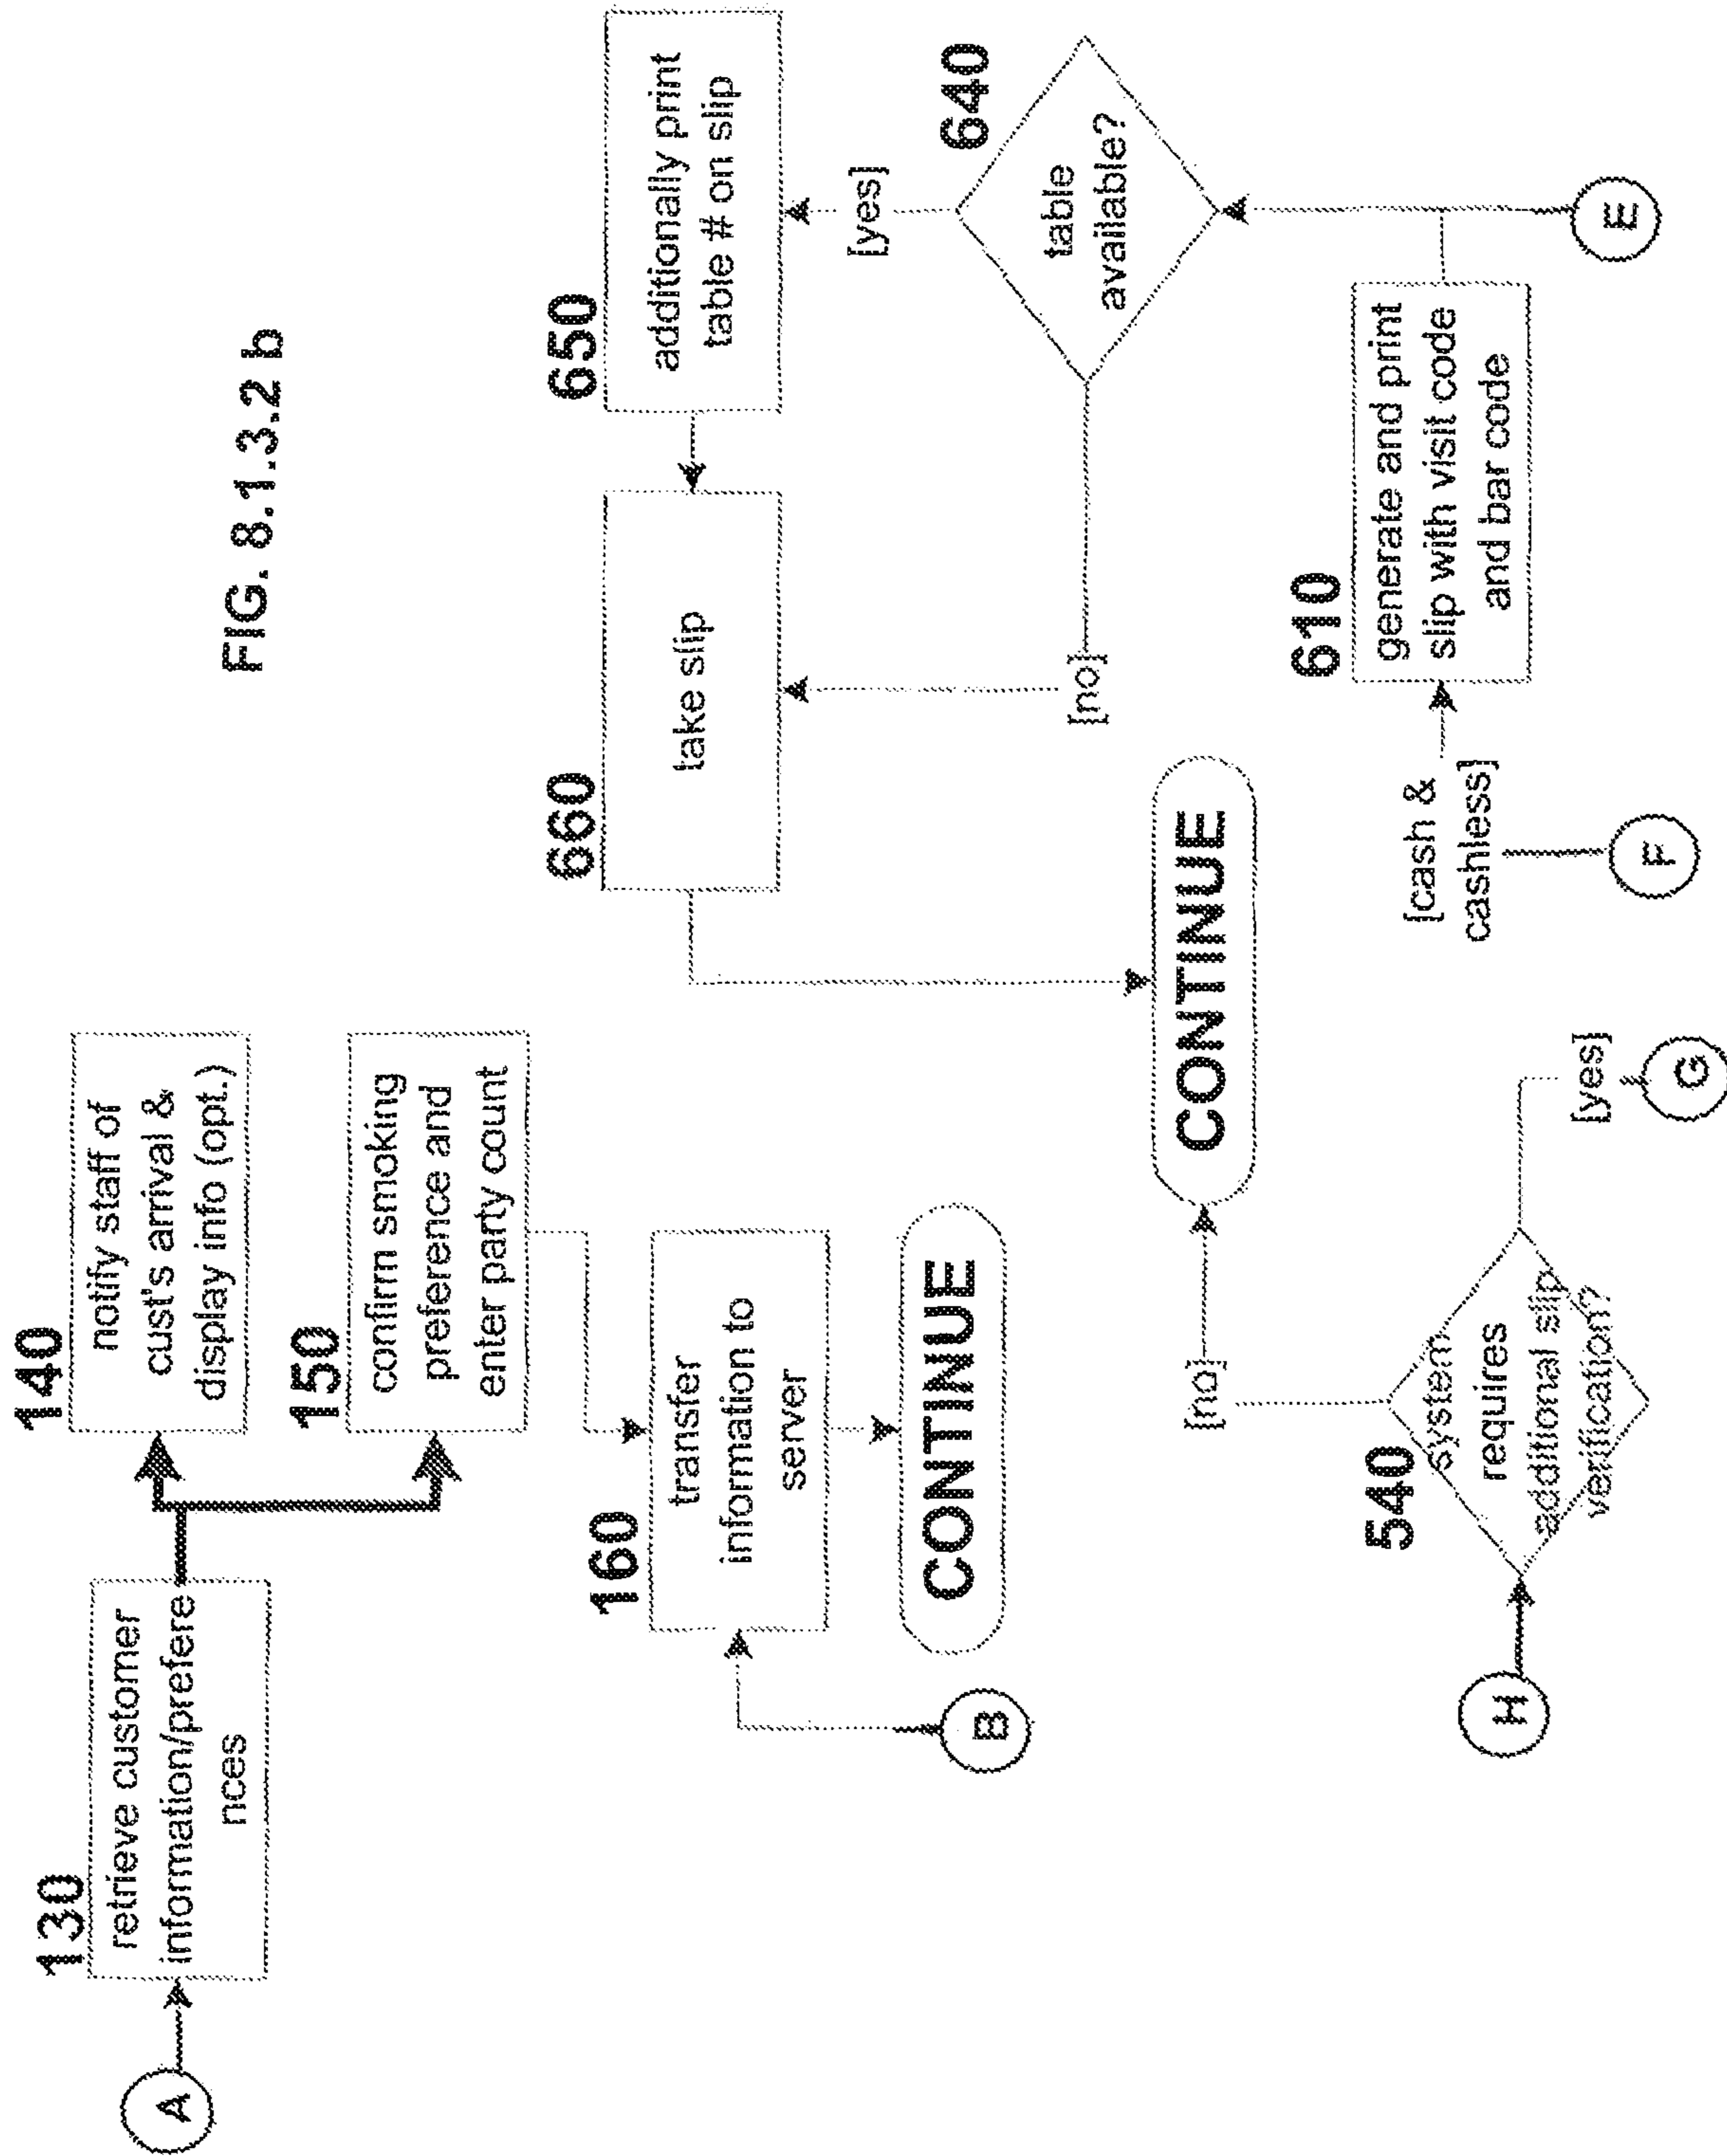 FIG. 8.1.3.2 b
A
130
retrieve customer
information/prefere
nces
140
notify staff of
cust's arrival &
display info (opt.)
150
confirm smoking
preference and
enter party count
160
transfer
information to
server
B
CONTINUE
650
additionally print
table # on slip
660
take slip
[yes]
640
table
available?
[no]
CONTINUE
610
generate and print
slip with visit code
and bar code
[cash &
cashless]
E
F
[no]
540
system
requires
additional slip
verification?
H
[yes]
G